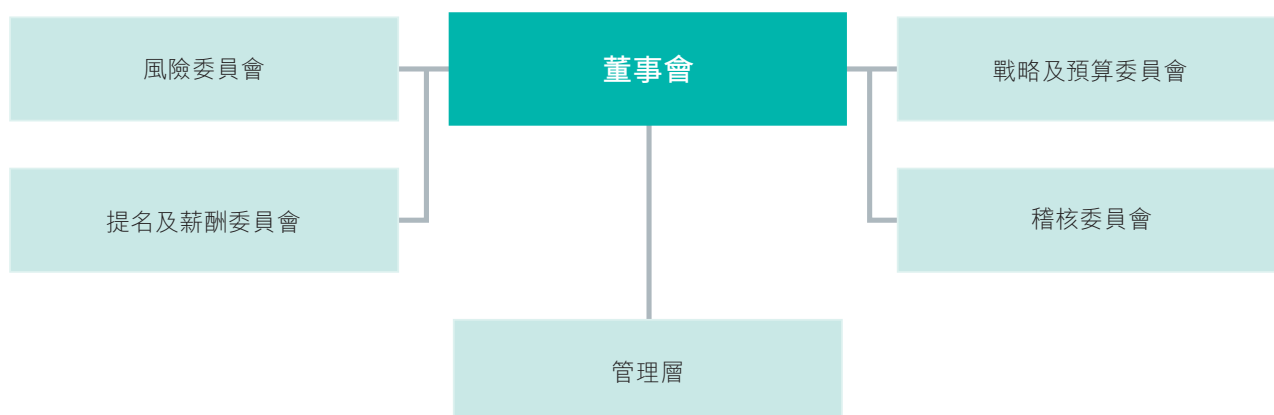 風險委員會
董事會
戰略及預算委員會
提名及薪酬委員會
稽核委員會
管理層